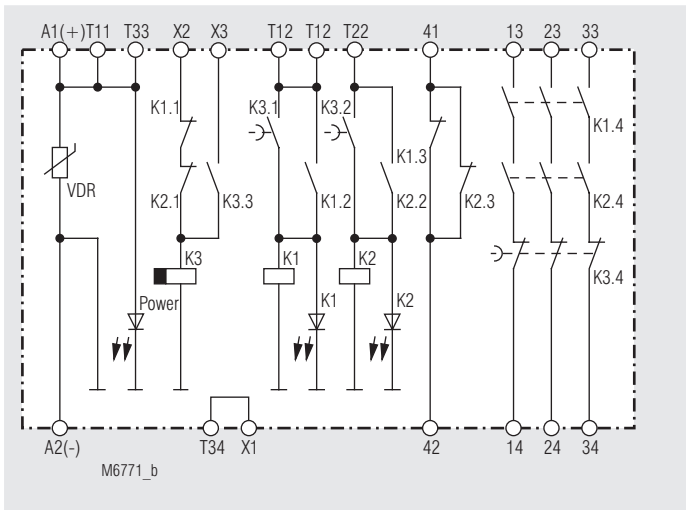 A1(+) T11 T33 X2 X3 T12 T12 T22 41 13 23 33
K1.1 K3.1 K3.2
K1.4
K1.3
VDR K2.1 K3.3 K1.2 K2.2 K2.3 K2.4
K3 K1 K2
K3.4
Power K1 K2
A2(-) T34 X1 42 14 24 34
M6771_b